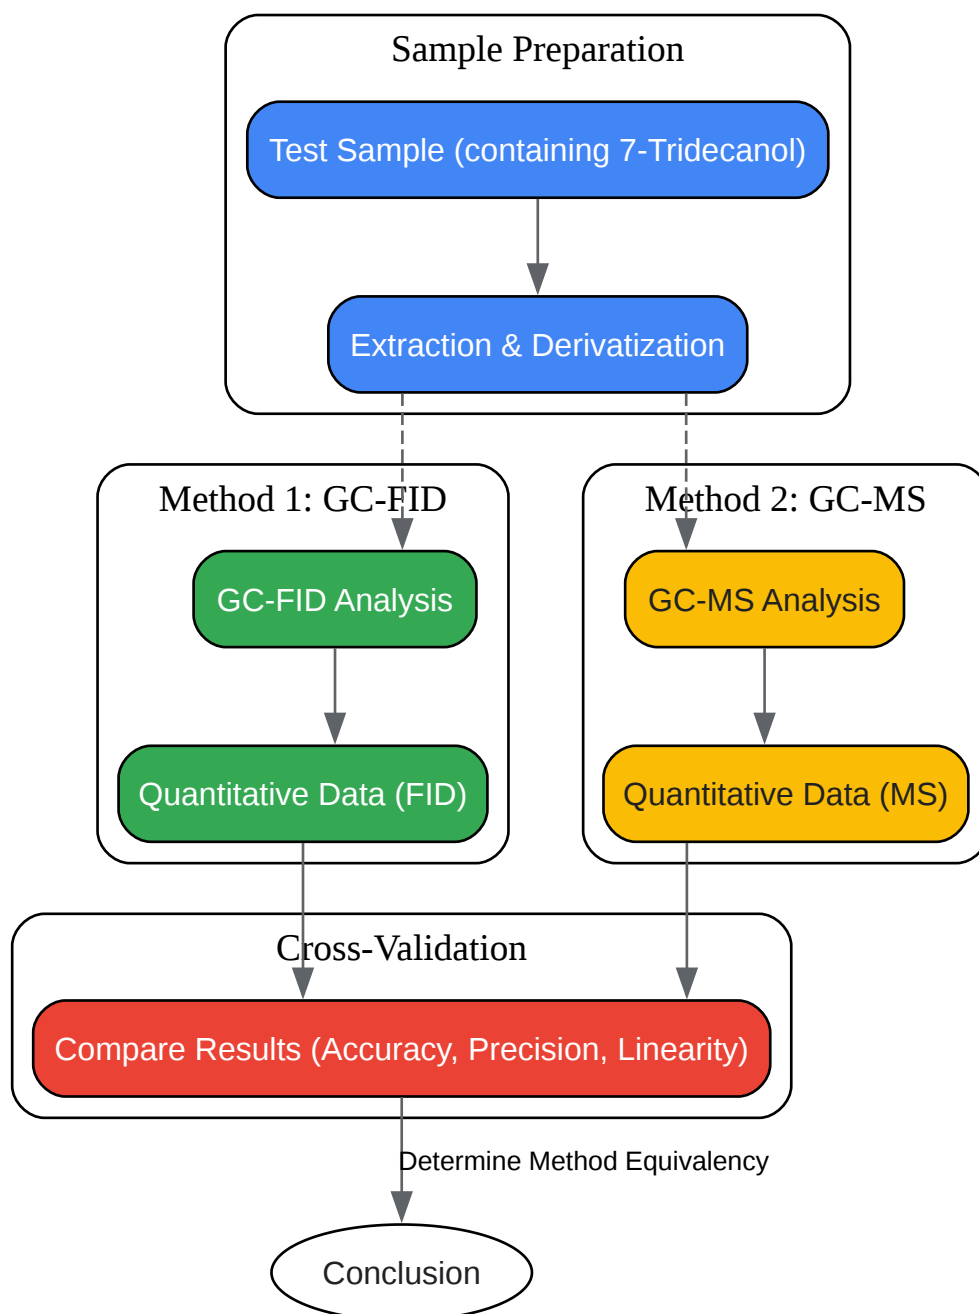 Sample Preparation
Test Sample (containing 7-Tridecanol)
Extraction & Derivatization
Method 1: GC-FID
Method 2: GC-MS
GC-FID Analysis
GC-MS Analysis
Quantitative Data (FID)
Quantitative Data (MS)
Cross-Validation
Compare Results (Accuracy, Precision, Linearity)
Determine Method Equivalency
Conclusion